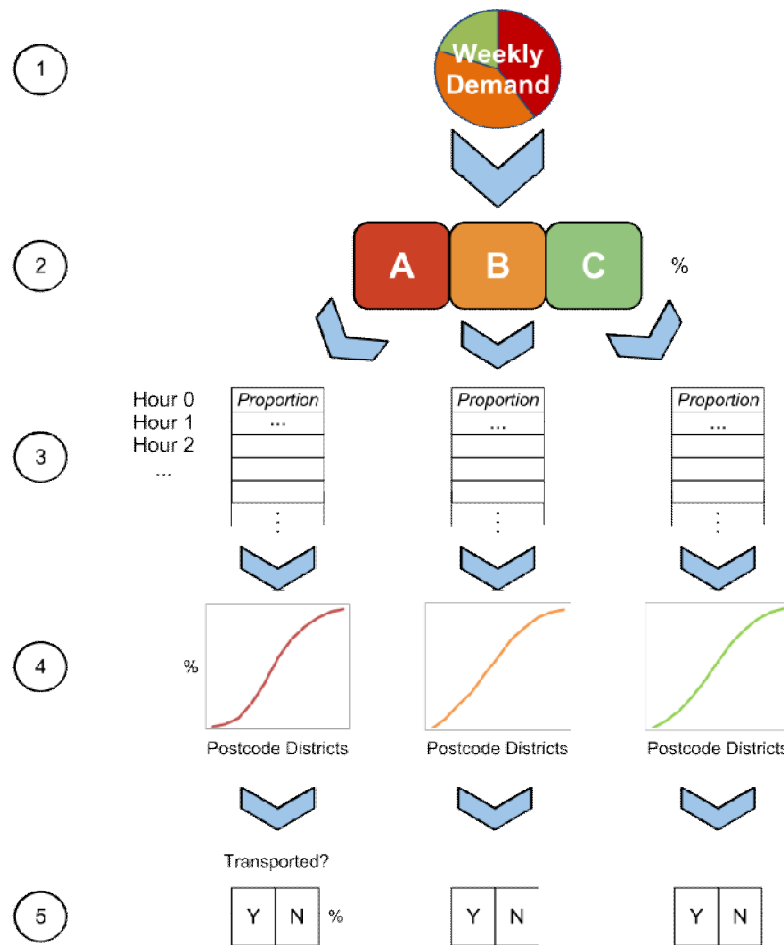 1
Weekly
Demand
2
A B C %
Hour 0 Proportion Proportion Proportion
Hour 1 ... ... ...
Hour 2
3
...
4
%
Postcode Districts Postcode Districts Postcode Districts
Transported?
5
Y N % Y N Y N